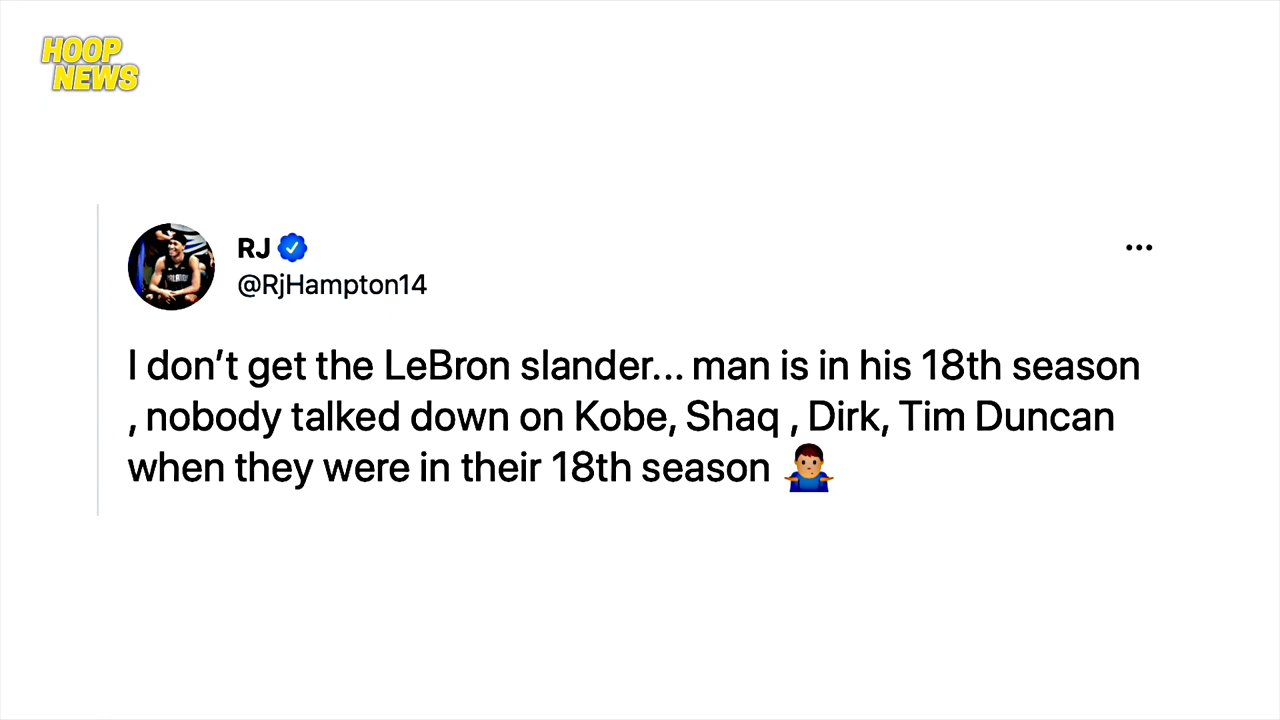 HOOP
NEWS
RJ
@RjHampton14
I don’t get the LeBron slander... man is in his 18th season
, nobody talked down on Kobe, Shaq , Dirk, Tim Duncan
when they were in their 18th season 🤷🏽‍♂️